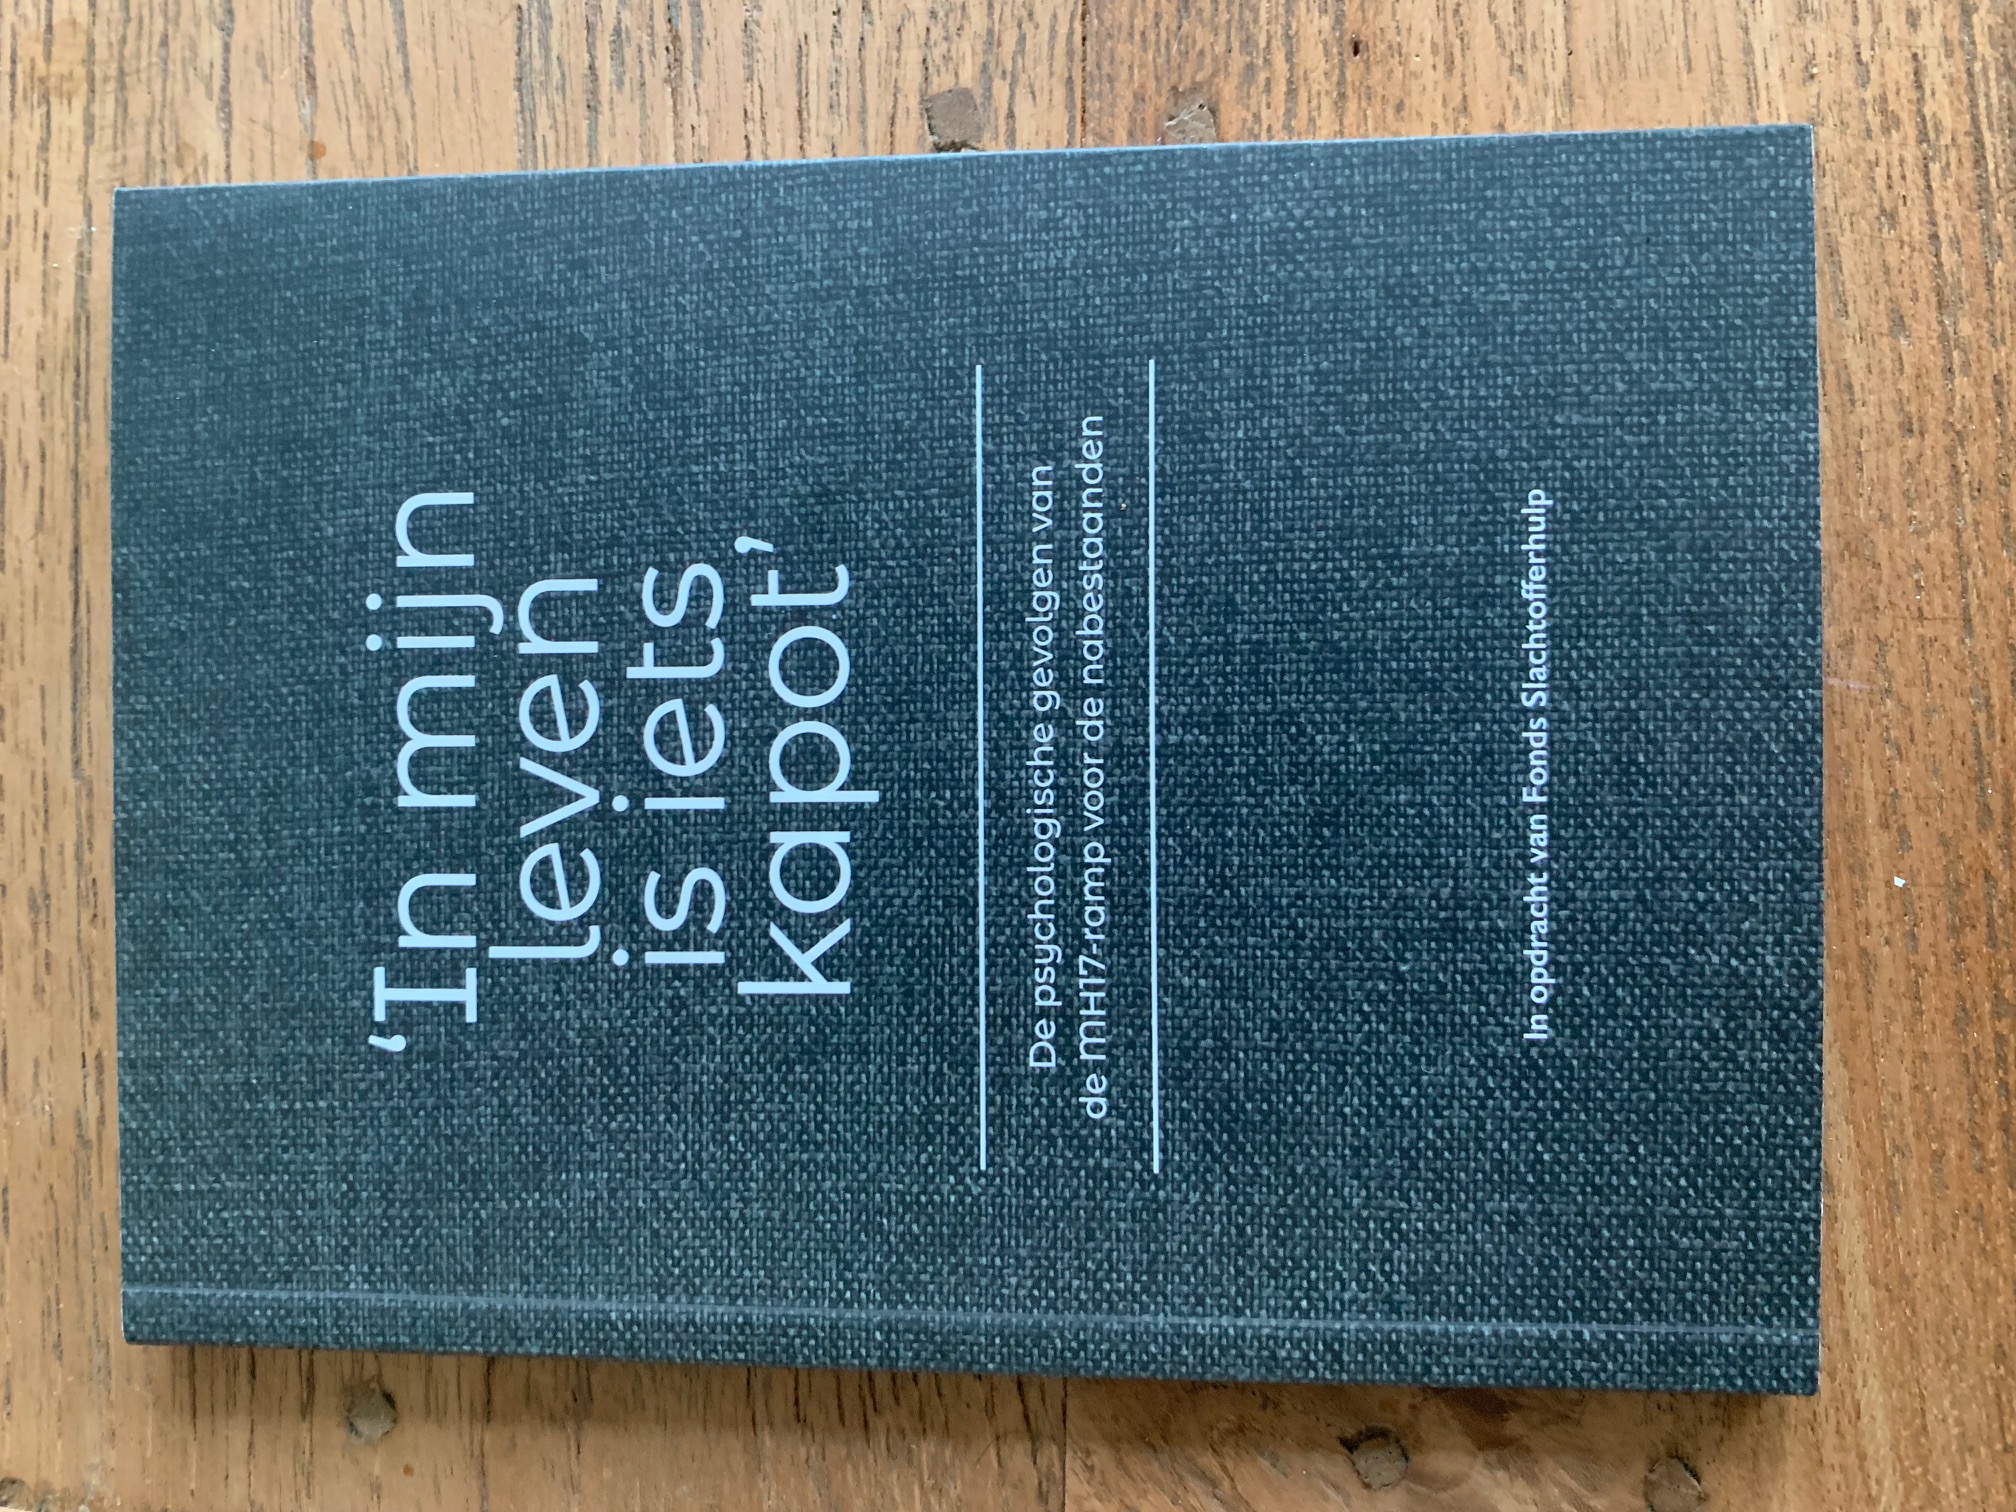 ‘In mijn
leven
is iets
kapot’
De psychologische gevolgen van
de MH17-ramp voor de nabestaanden
In opdracht van Fonds Slachtofferhulp